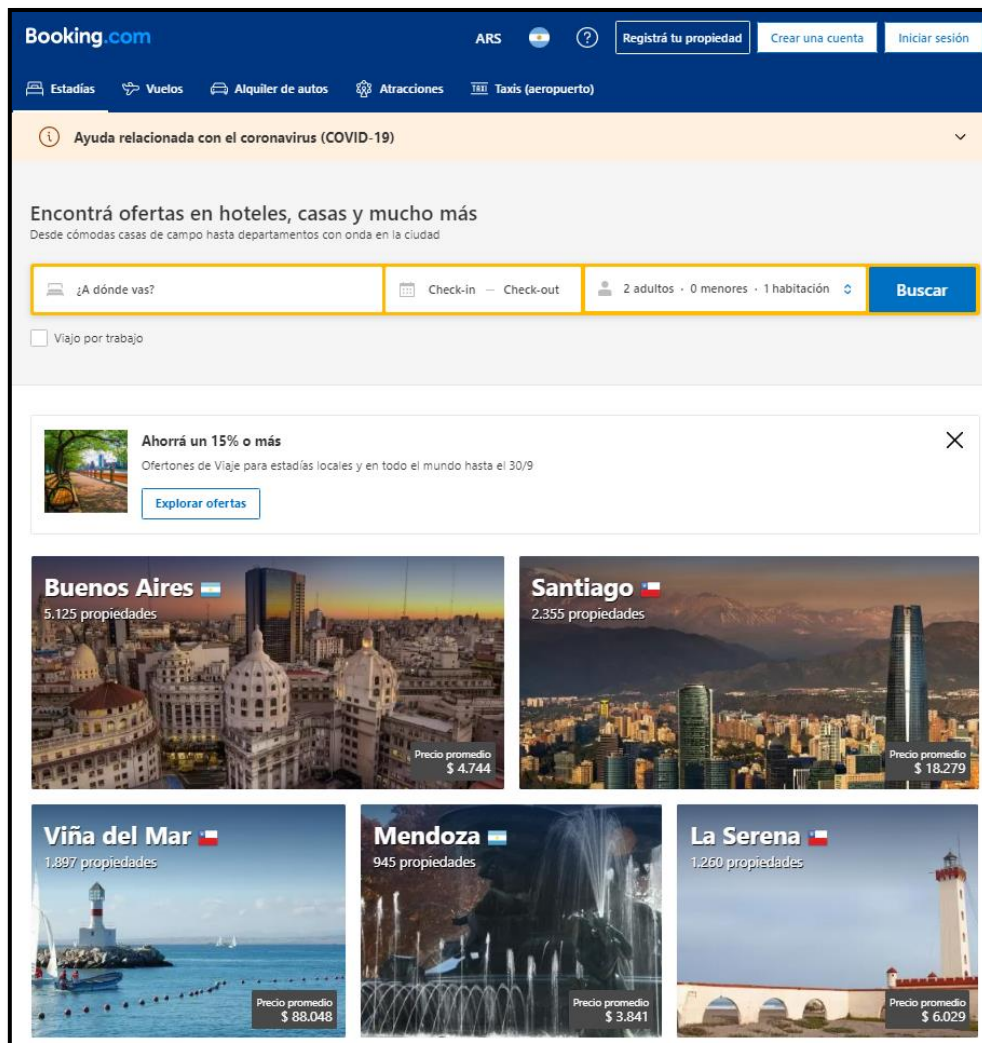 Booking.com
ARS
Registrá tu propiedad
Crear una cuenta
Iniciar sesión
Estadías
Vuelos
Alquiler de autos
Atracciones
TAXI Taxis (aeropuerto)
Ayuda relacionada con el coronavirus (COVID-19)
Encontrá ofertas en hoteles, casas y mucho más
Desde cómodas casas de campo hasta departamentos con onda en la ciudad
¿A dónde vas?
Check-in — Check-out
2 adultos · 0 menores · 1 habitación
Buscar
Viajo por trabajo
Ahorrá un 15% o más
Ofertones de Viaje para estadías locales y en todo el mundo hasta el 30/9
Explorar ofertas
Buenos Aires
5.125 propiedades
Precio promedio
$ 4.744
Santiago
2.355 propiedades
Precio promedio
$ 18.279
Viña del Mar
1.897 propiedades
Precio promedio
$ 88.048
Mendoza
945 propiedades
Precio promedio
$ 3.841
La Serena
1.260 propiedades
Precio promedio
$ 6.029